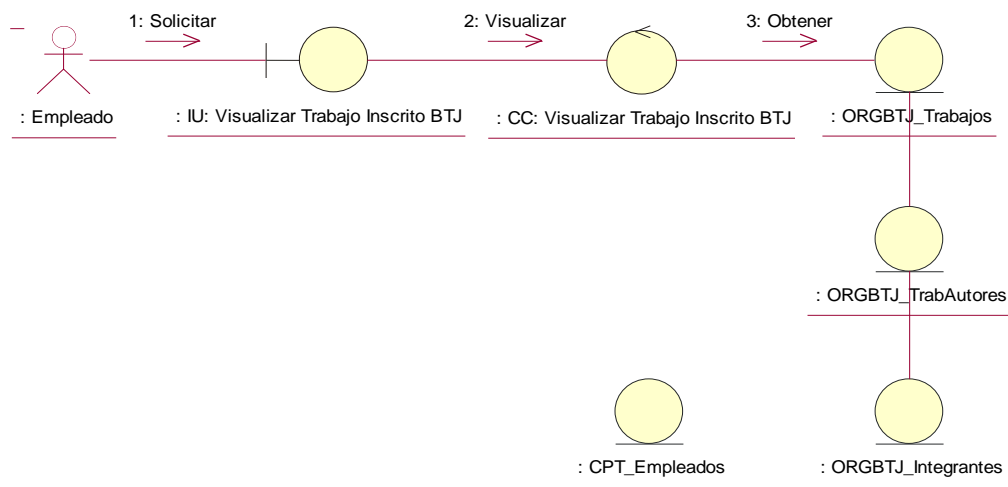 1: Solicitar
2: Visualizar
3: Obtener
: Empleado
: IU: Visualizar Trabajo Inscrito BTJ
: CC: Visualizar Trabajo Inscrito BTJ
: ORGBTJ_Trabajos
: ORGBTJ_TrabAutores
: CPT_Empleados
: ORGBTJ_Integrantes